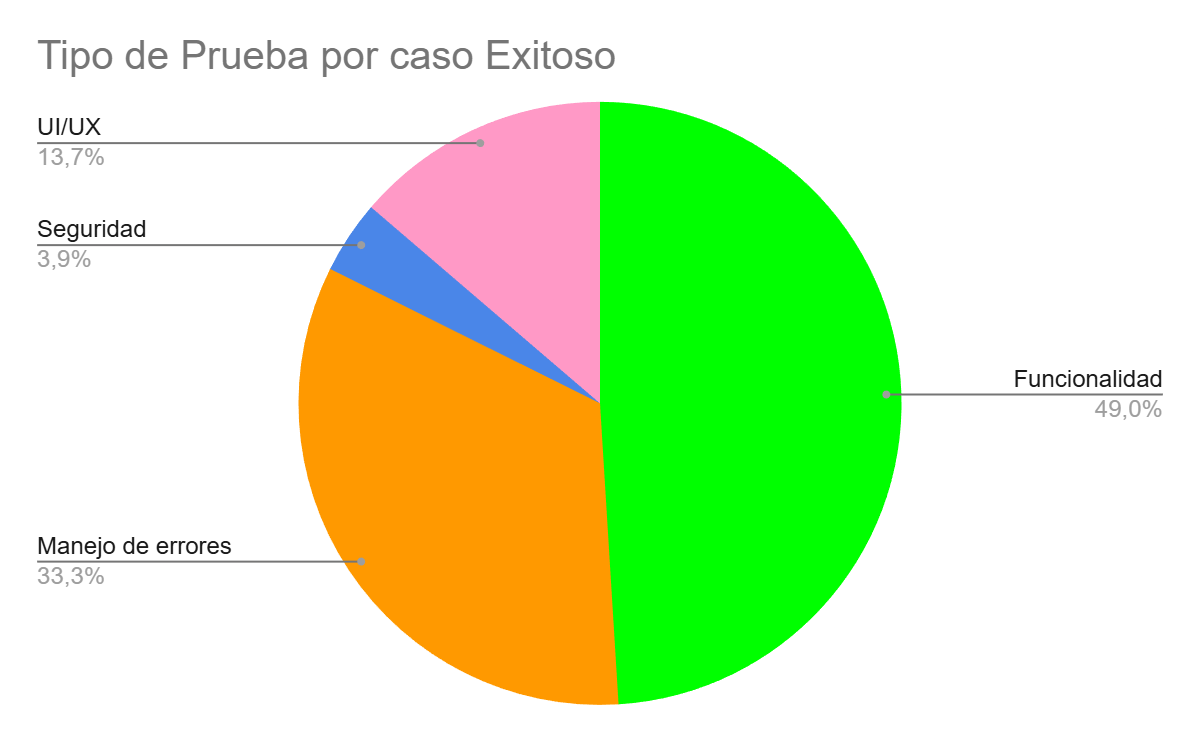 Tipo de Prueba por caso Exitoso
UI/UX
13,7%
Seguridad
3,9%
Funcionalidad
49,0%
Manejo de errores
33,3%